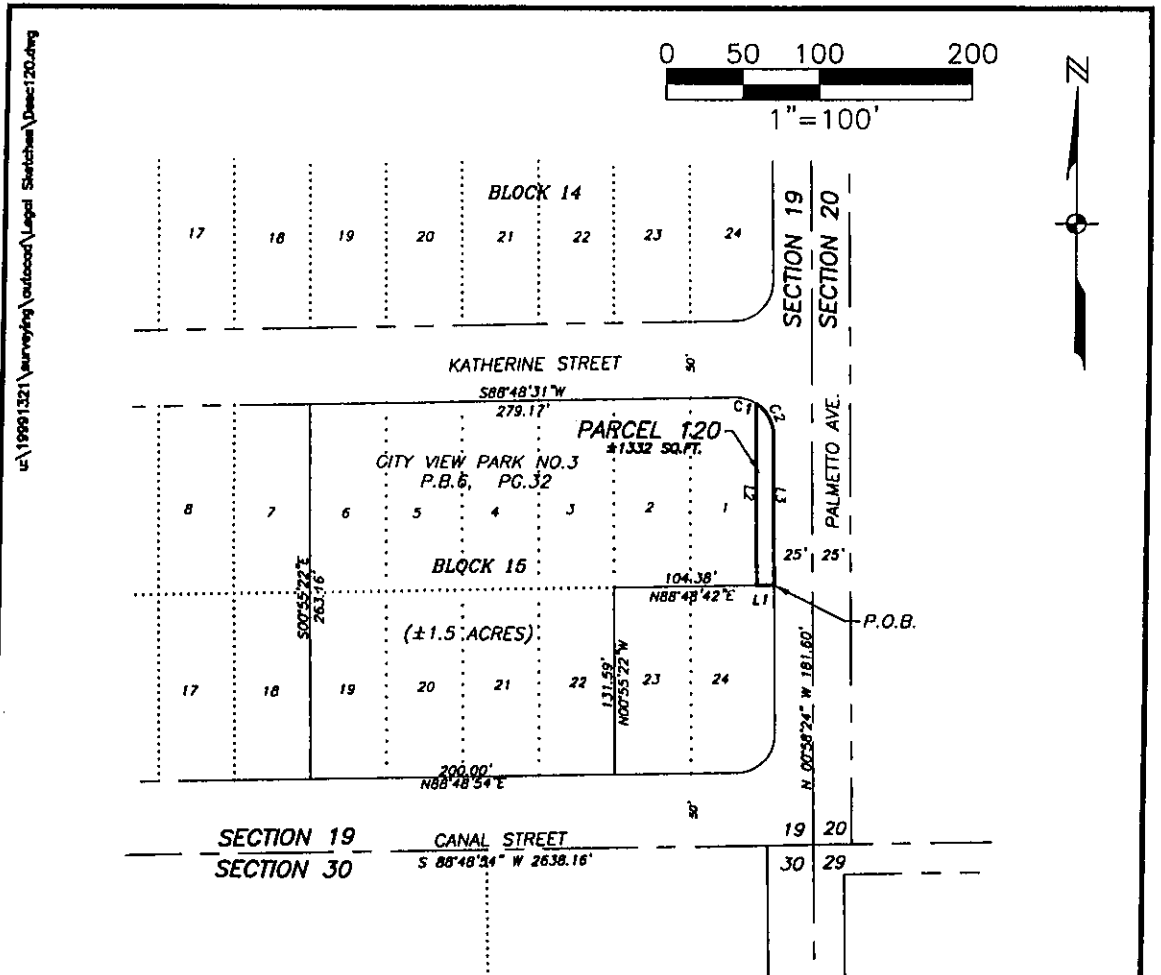 u:\19991321\surveying\autocad\Legal Sketches\Desc120.dwg
0 50 100 200
1"=100'
N
BLOCK 14
17 18 19 20 21 22 23 24
SECTION 19
SECTION 20
KATHERINE STREET
50'
S88°48'31"W
279.17'
C1
C2
PARCEL 120
±1332 SQ.FT.
CITY VIEW PARK NO.3
P.B.6, PG.32
L2
L3
PALMETTO AVE.
8 7 6 5 4 3 2 1
25' 25'
BLOCK 15
104.38'
N88°48'42"E
L1
P.O.B.
S00°55'22"E
263.16'
(±1.5 ACRES)
131.59'
N00°55'22"W
17 18 19 20 21 22 23 24
N 00°58'24" W 181.60'
200.00'
N88°48'54"E
50'
SECTION 19
CANAL STREET
19 20
SECTION 30
S 88°48'54" W 2638.16'
30 29